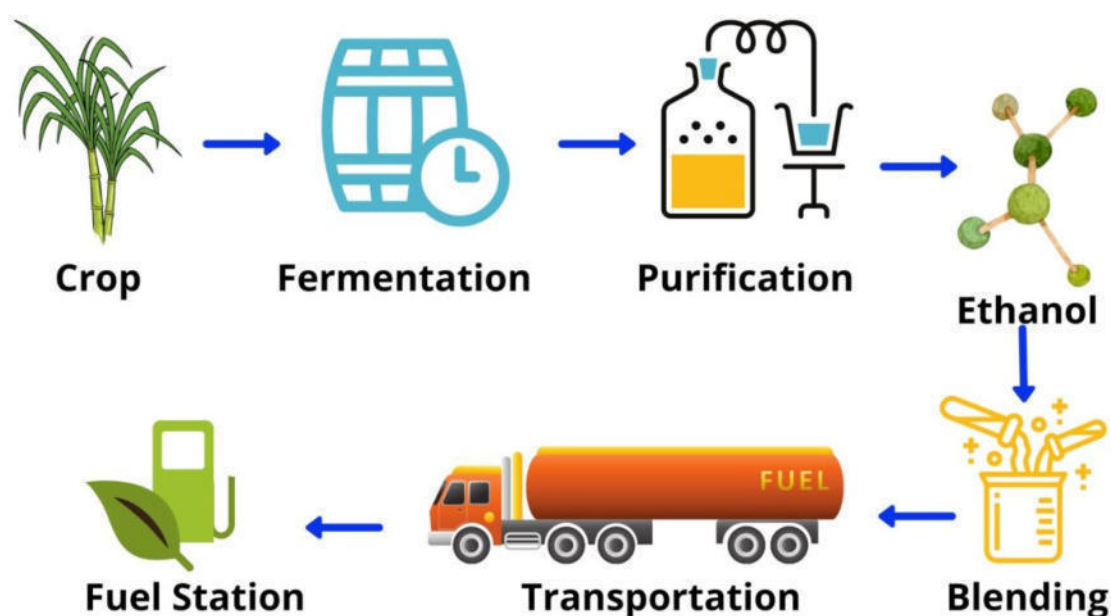 Crop
Fermentation
Purification
Ethanol
FUEL
Fuel Station
Transportation
Blending